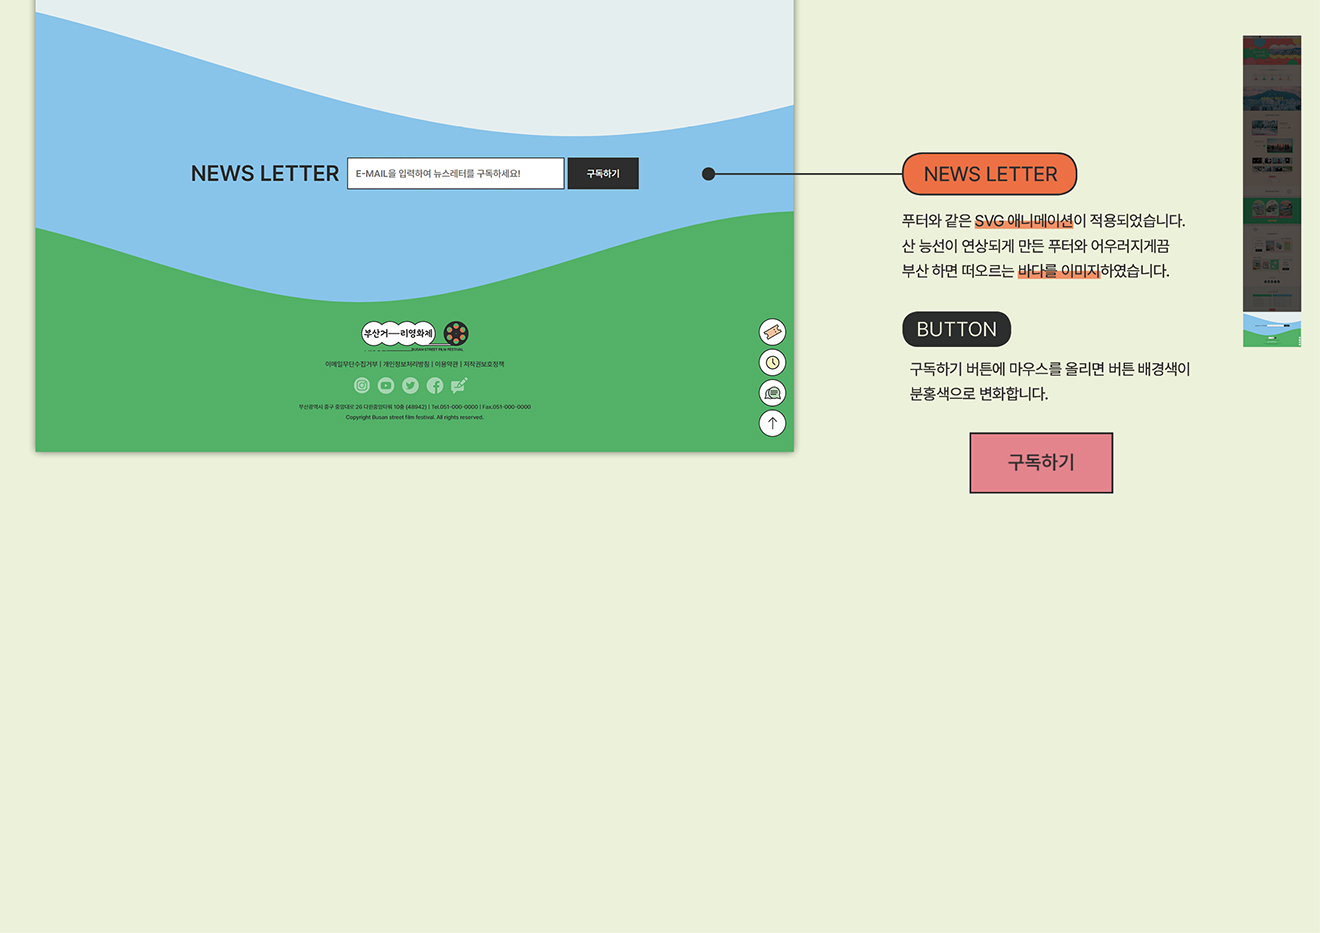 NEWS LETTER
E-MAIL을 입력하여 뉴스레터를 구독하세요!
구독하기
부산거리영화제
BUSAN STREET FILM FESTIVAL
이메일무단수집거부 | 개인정보처리방침 | 이용약관 | 저작권보호정책
부산광역시 중구 중앙대로 26 다원중앙타워 10층 (48942) | Tel.051-000-0000 | Fax.051-000-0000
Copyright Busan street film festival. All rights reserved.
NEWS LETTER
푸터와 같은 SVG 애니메이션이 적용되었습니다.
산 능선이 연상되게 만든 푸터와 어우러지게끔
부산 하면 떠오르는 바다를 이미지하였습니다.
BUTTON
구독하기 버튼에 마우스를 올리면 버튼 배경색이
분홍색으로 변화합니다.
구독하기